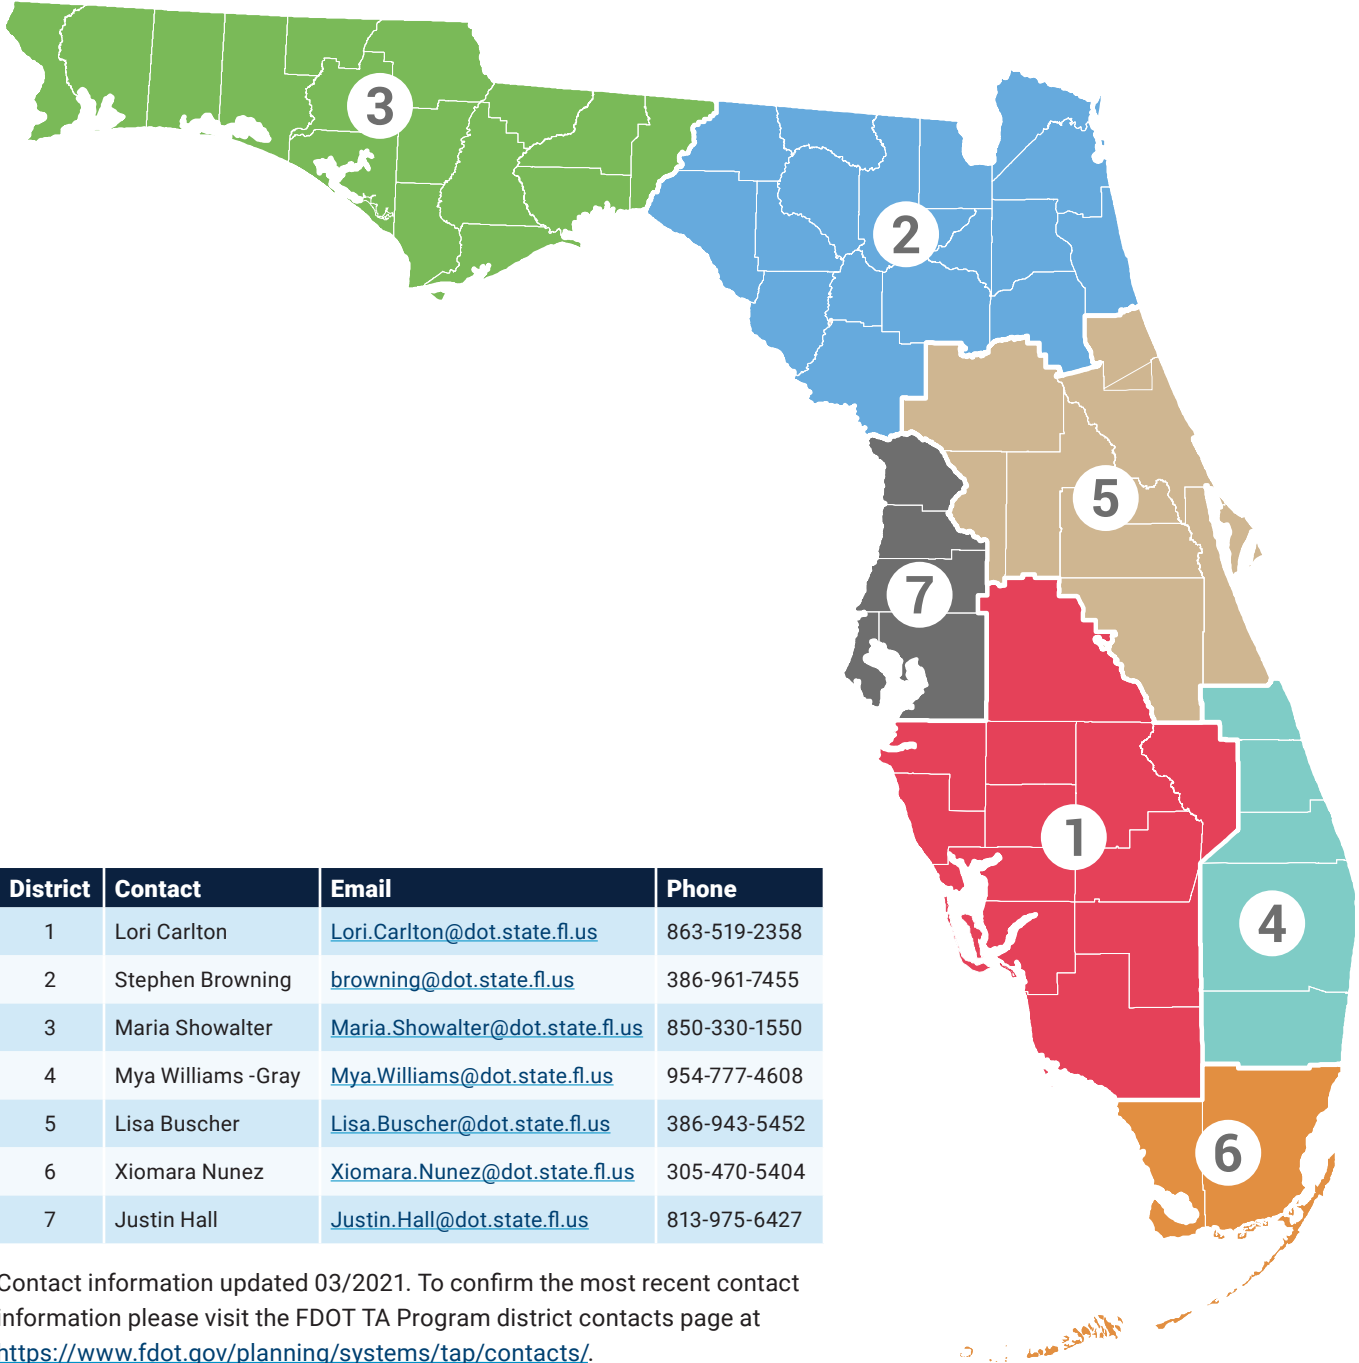 3
2
5
7
1
4
6
District Contact Email Phone
1 Lori Carlton Lori.Carlton@dot.state.fl.us 863-519-2358
2 Stephen Browning browning@dot.state.fl.us 386-961-7455
3 Maria Showalter Maria.Showalter@dot.state.fl.us 850-330-1550
4 Mya Williams -Gray Mya.Williams@dot.state.fl.us 954-777-4608
5 Lisa Buscher Lisa.Buscher@dot.state.fl.us 386-943-5452
6 Xiomara Nunez Xiomara.Nunez@dot.state.fl.us 305-470-5404
7 Justin Hall Justin.Hall@dot.state.fl.us 813-975-6427
Contact information updated 03/2021. To confirm the most recent contact
information please visit the FDOT TA Program district contacts page at
https://www.fdot.gov/planning/systems/tap/contacts/.